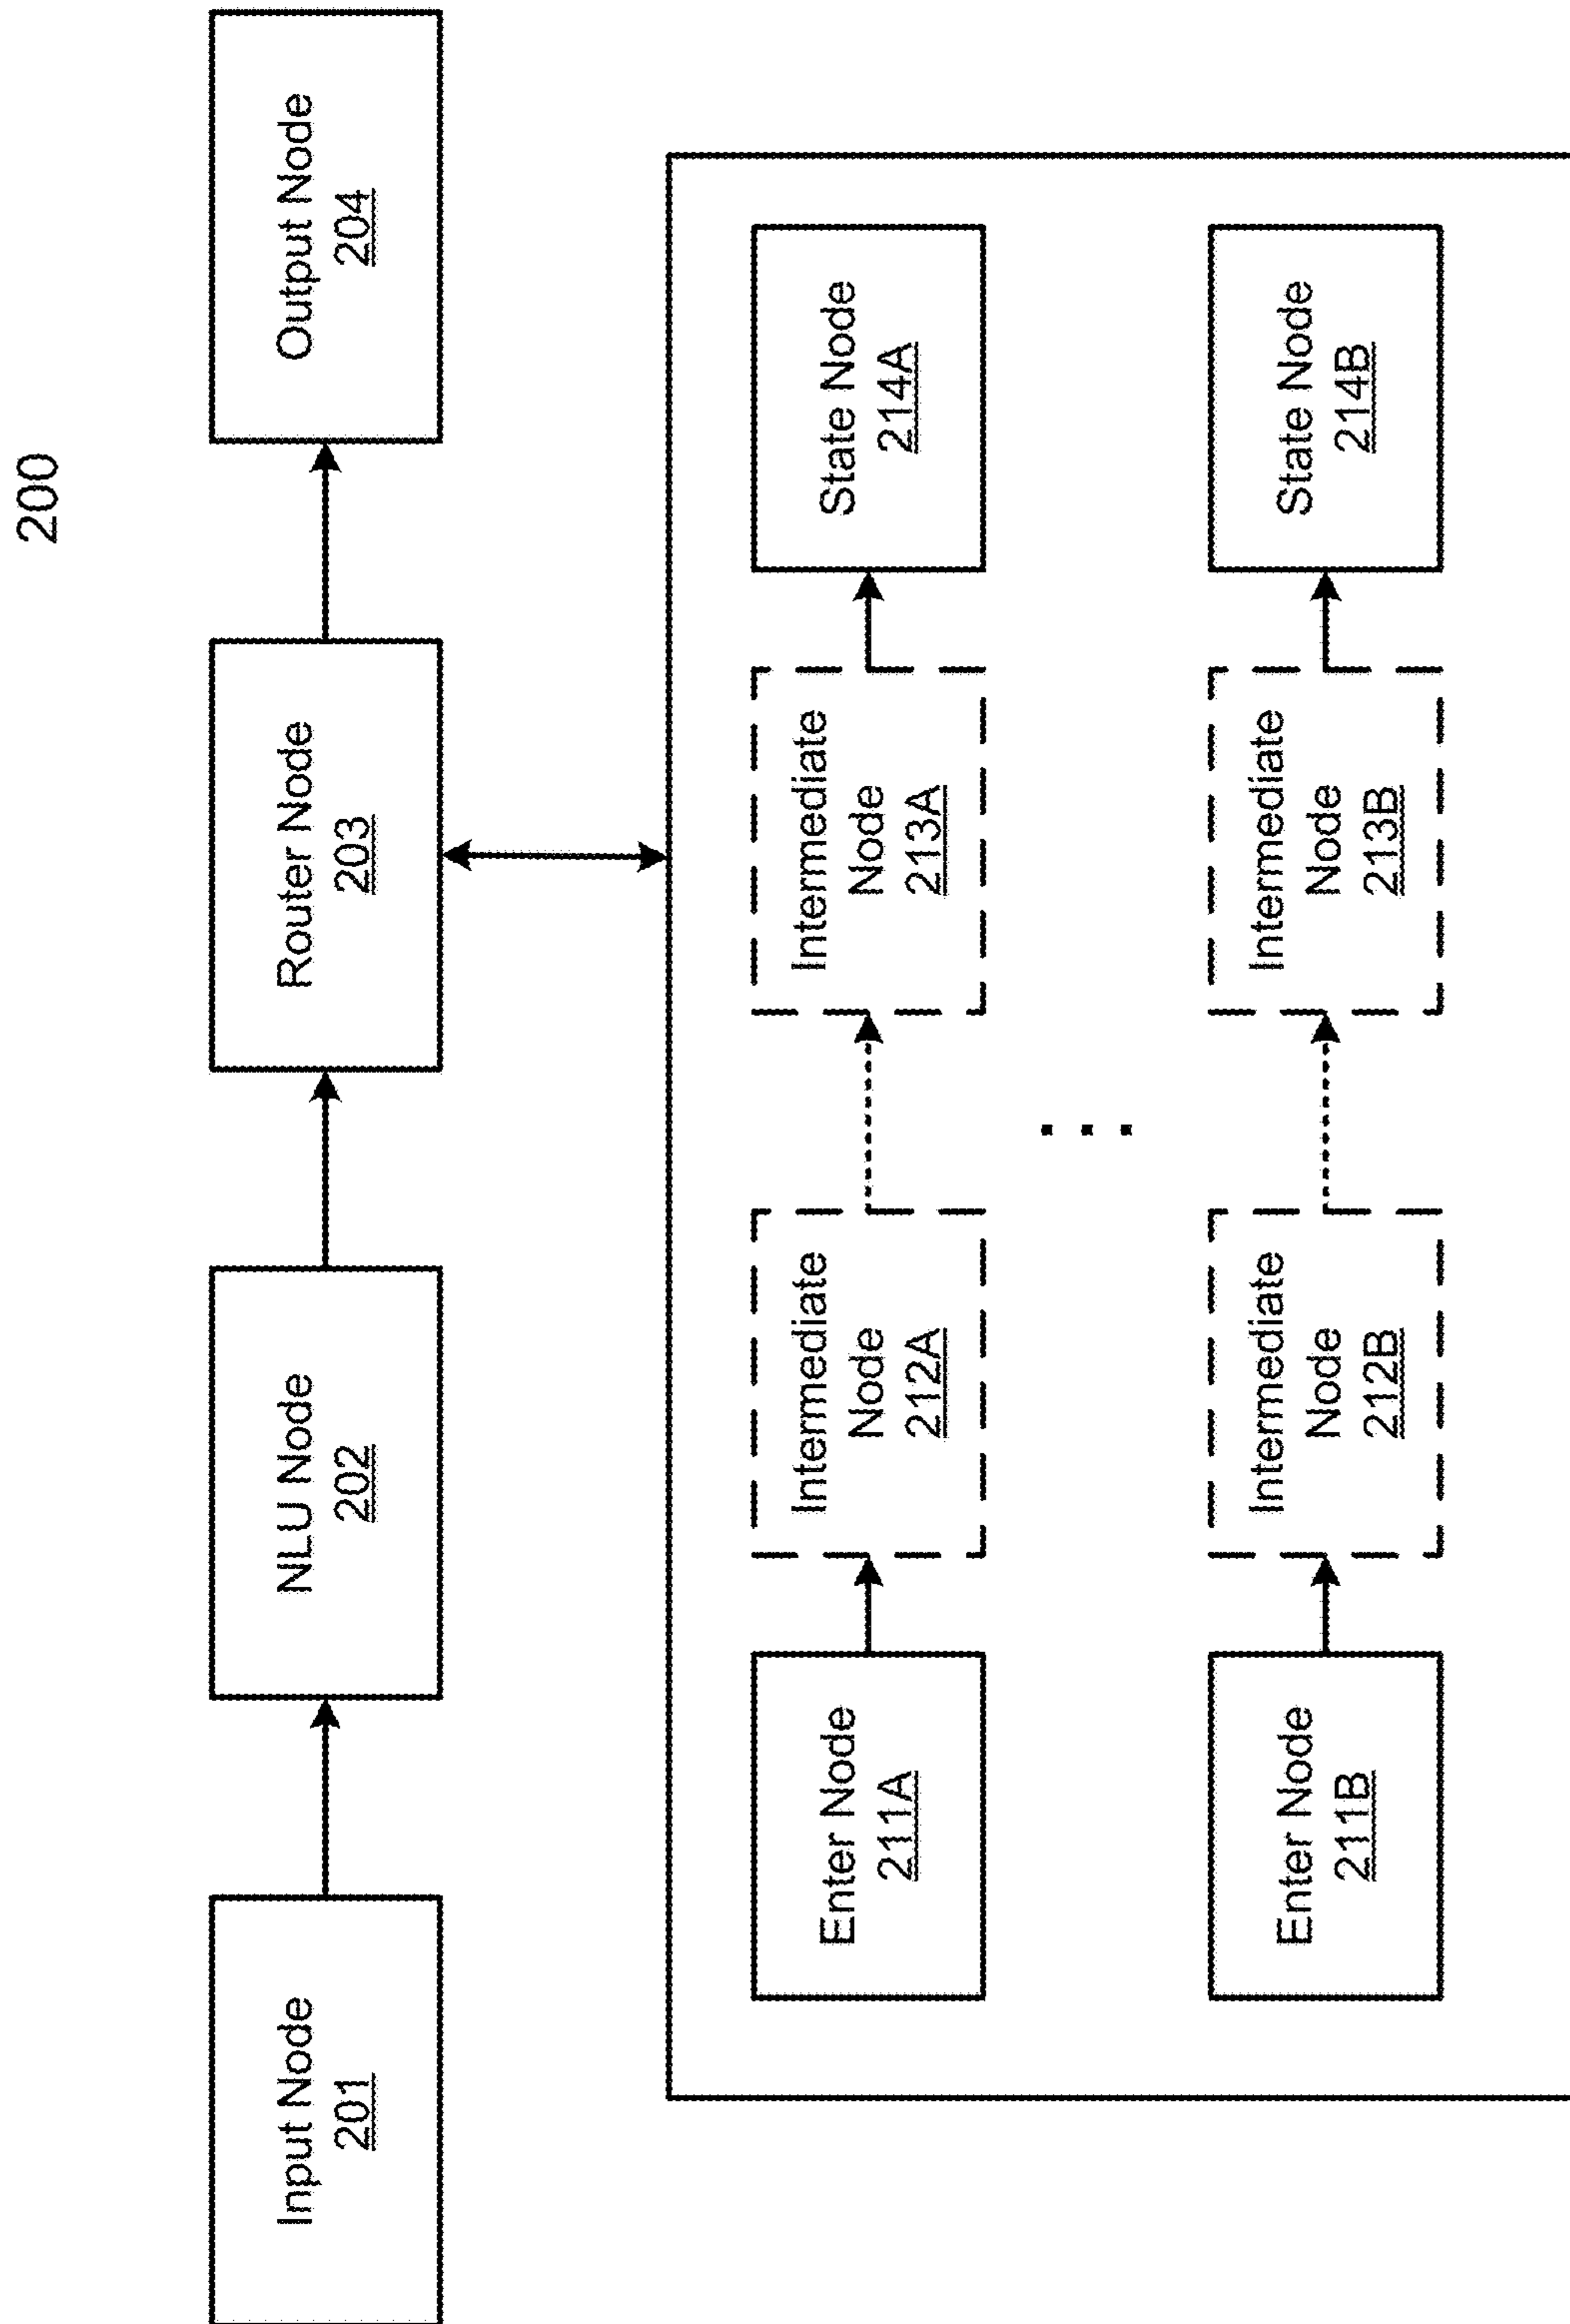 200
Input Node
201
NLU Node
202
Router Node
203
Output Node
204
Enter Node
211A
Intermediate
Node
212A
Intermediate
Node
213A
State Node
214A
. . .
Enter Node
211B
Intermediate
Node
212B
Intermediate
Node
213B
State Node
214B